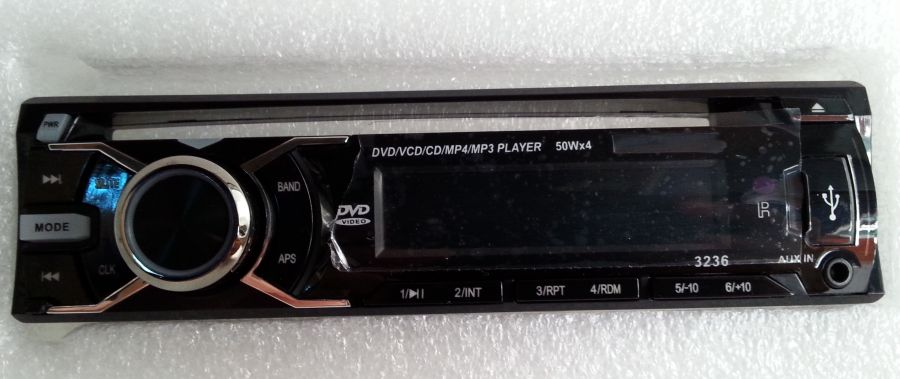 PWR
DVD/VCD/CD/MP4/MP3 PLAYER 50Wx4
MUTE
BAND
MODE
DVD
VIDEO
CLK
APS
3236
AUX IN
1/
2/INT
3/RPT
4/RDM
5/-10
6/+10